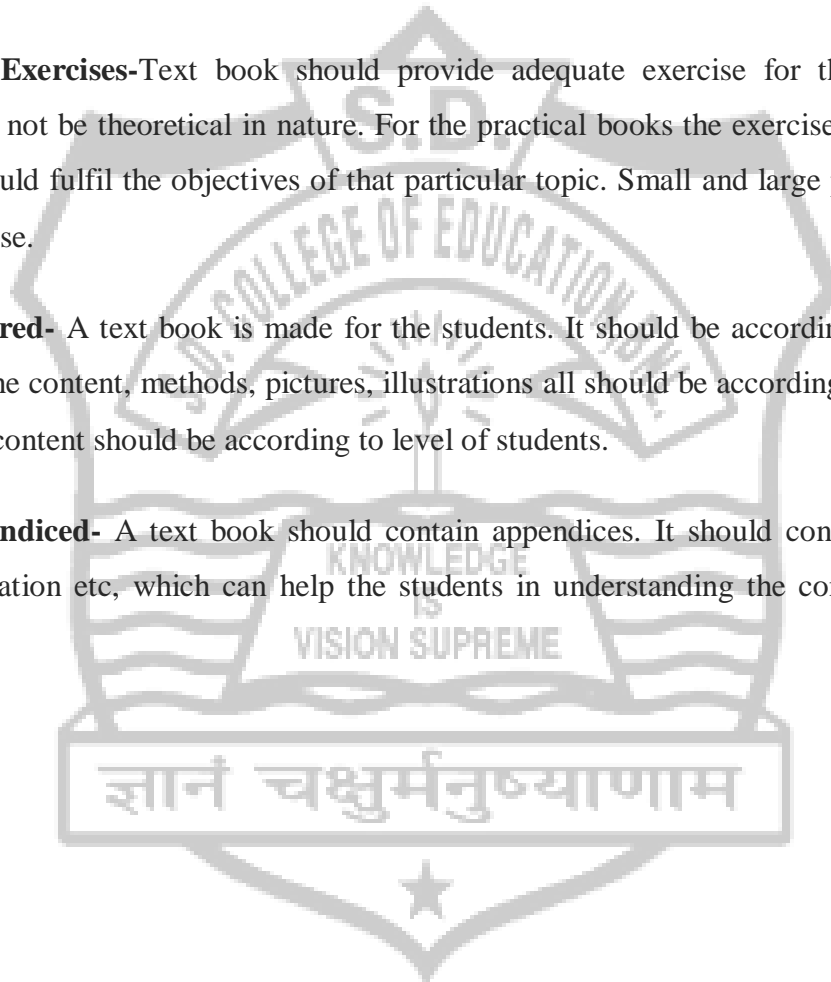 Exercises-Text book should provide adequate exercise for th
not be theoretical in nature. For the practical books the exercise
uld fulfil the objectives of that particular topic. Small and large
se.
red- A text book is made for the students. It should be accordin
ne content, methods, pictures, illustrations all should be according
content should be according to level of students.
ndiced- A text book should contain appendices. It should con
ation etc, which can help the students in understanding the co
S.D.
S.D. COLLEGE OF EDUCATION,
KNOWLEDGE
IS
VISION SUPREME
ज्ञानं चक्षुर्मनुष्याणाम